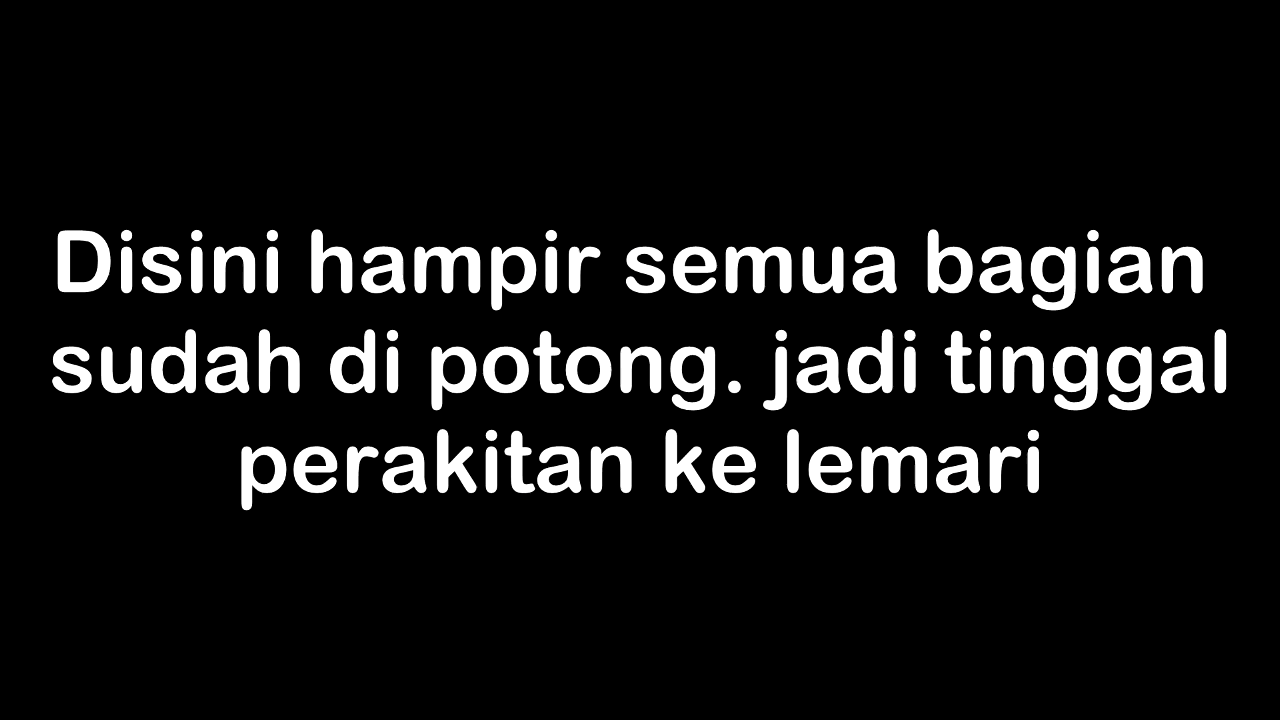 Disini hampir semua bagian
sudah di potong. jadi tinggal
perakitan ke lemari